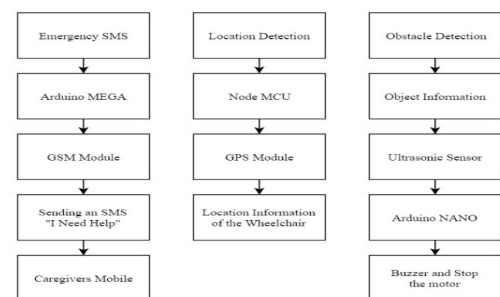 Emergency SMS
Arduino MEGA
GSM Module
Sending an SMS
"I Need Help"
Caregivers Mobile
Location Detection
Node MCU
GPS Module
Location Information
of the Wheelchair
Obstacle Detection
Object Information
Ultrasonic Sensor
Arduino NANO
Buzzer and Stop
the motor